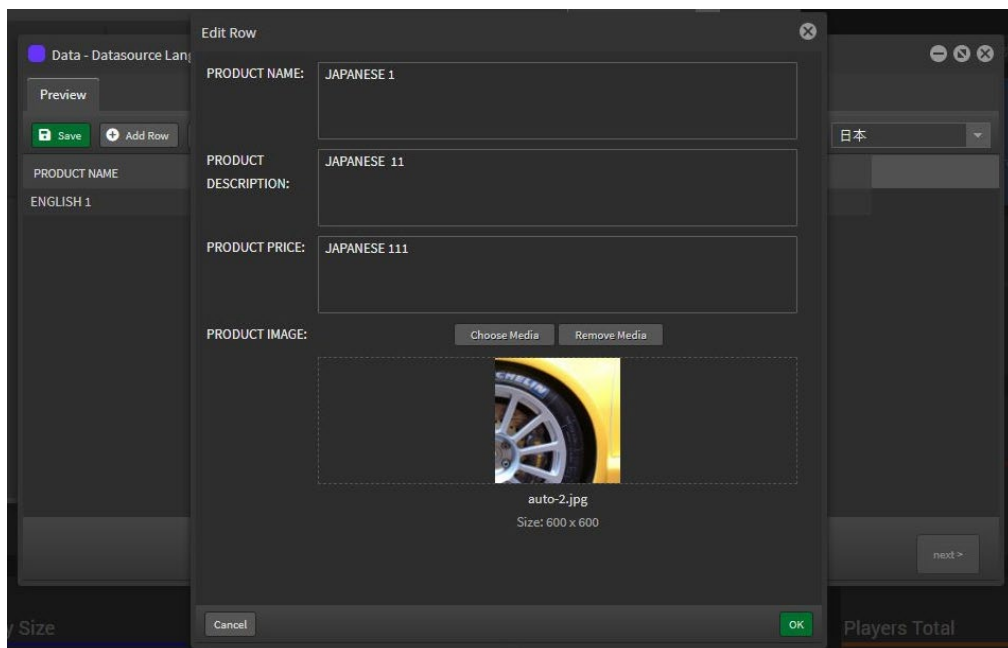 Edit Row
Data - Datasource Lang
Preview
Save
Add Row
日本
PRODUCT NAME
ENGLISH 1
PRODUCT NAME:
JAPANESE 1
PRODUCT
DESCRIPTION:
JAPANESE 11
PRODUCT PRICE:
JAPANESE 111
PRODUCT IMAGE:
Choose Media
Remove Media
CHELIN
auto-2.jpg
Size: 600 x 600
next >
Cancel
OK
y Size
Players Total